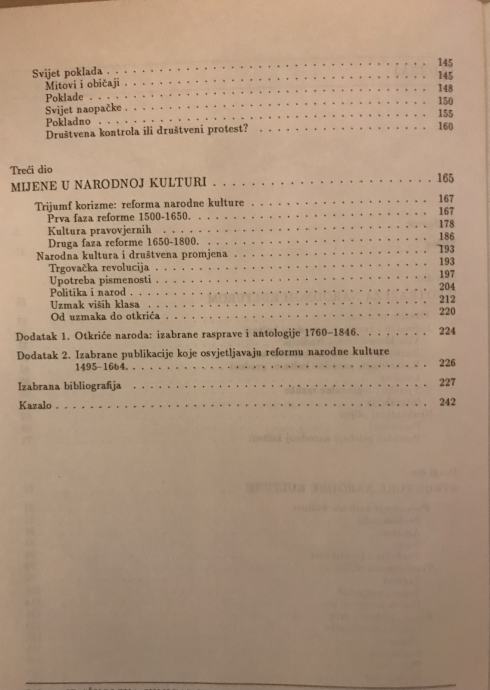 Svijet poklada . . . . . . . . . . . . . . . . . . . . . . . . . . . . 145
Mitovi i običaji . . . . . . . . . . . . . . . . . . . . . . . . . . . . 145
Poklade . . . . . . . . . . . . . . . . . . . . . . . . . . . . 148
Svijet naopačke . . . . . . . . . . . . . . . . . . . . . . . . . . . . 150
Pokladno . . . . . . . . . . . . . . . . . . . . . . . . . . . . 155
Društvena kontrola ili društveni protest? . . . . . . . . . . . . . . . . 160
Treći dio
MIJENE U NARODNOJ KULTURI . . . . . . . . . . . . . . . . . . . . 165
Trijumf korizme: reforma narodne kulture . . . . . . . . . . . . . . . . 167
Prva faza reforme 1500-1650. . . . . . . . . . . . . . . . . . . . . 167
Kultura pravovjernih . . . . . . . . . . . . . . . . . . . . . . . . 178
Druga faza reforme 1650-1800. . . . . . . . . . . . . . . . . . . . . 186
Narodna kultura i društvena promjena . . . . . . . . . . . . . . . . . . 193
Trgovačka revolucija . . . . . . . . . . . . . . . . . . . . . . . . 193
Upotreba pismenosti . . . . . . . . . . . . . . . . . . . . . . . . 197
Politika i narod . . . . . . . . . . . . . . . . . . . . . . . . . . 204
Uzmak viših klasa . . . . . . . . . . . . . . . . . . . . . . . . . 212
Od uzmaka do otkrića . . . . . . . . . . . . . . . . . . . . . . . . 220
Dodatak 1. Otkriće naroda: izabrane rasprave i antologije 1760–1846. . . . . . . . 224
Dodatak 2. Izabrane publikacije koje osvjetljavaju reformu narodne kulture
1495-1664. . . . . . . . . . . . . . . . . . . . . . . . . . . . 226
Izabrana bibliografija . . . . . . . . . . . . . . . . . . . . . . . . 227
Kazalo . . . . . . . . . . . . . . . . . . . . . . . . . . . . . . 242